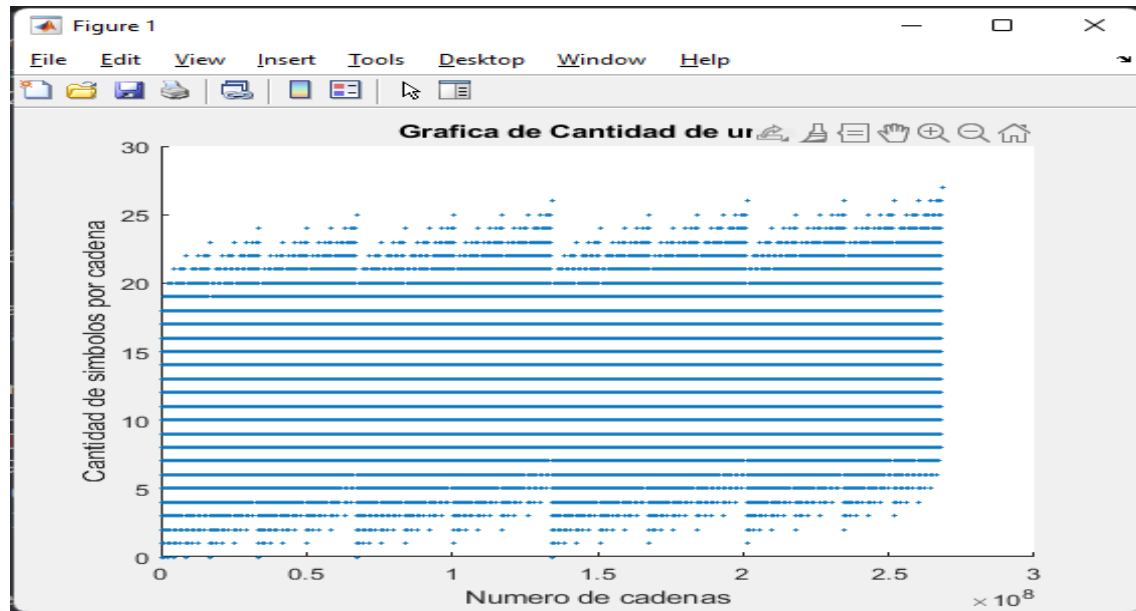 Figure 1
File Edit View Insert Tools Desktop Window Help
Grafica de Cantidad de
30
25
20
15
10
5
0
Cantidad de simbolos por cadena
0 0.5 1 1.5 2 2.5 3
Numero de cadenas
×10⁸